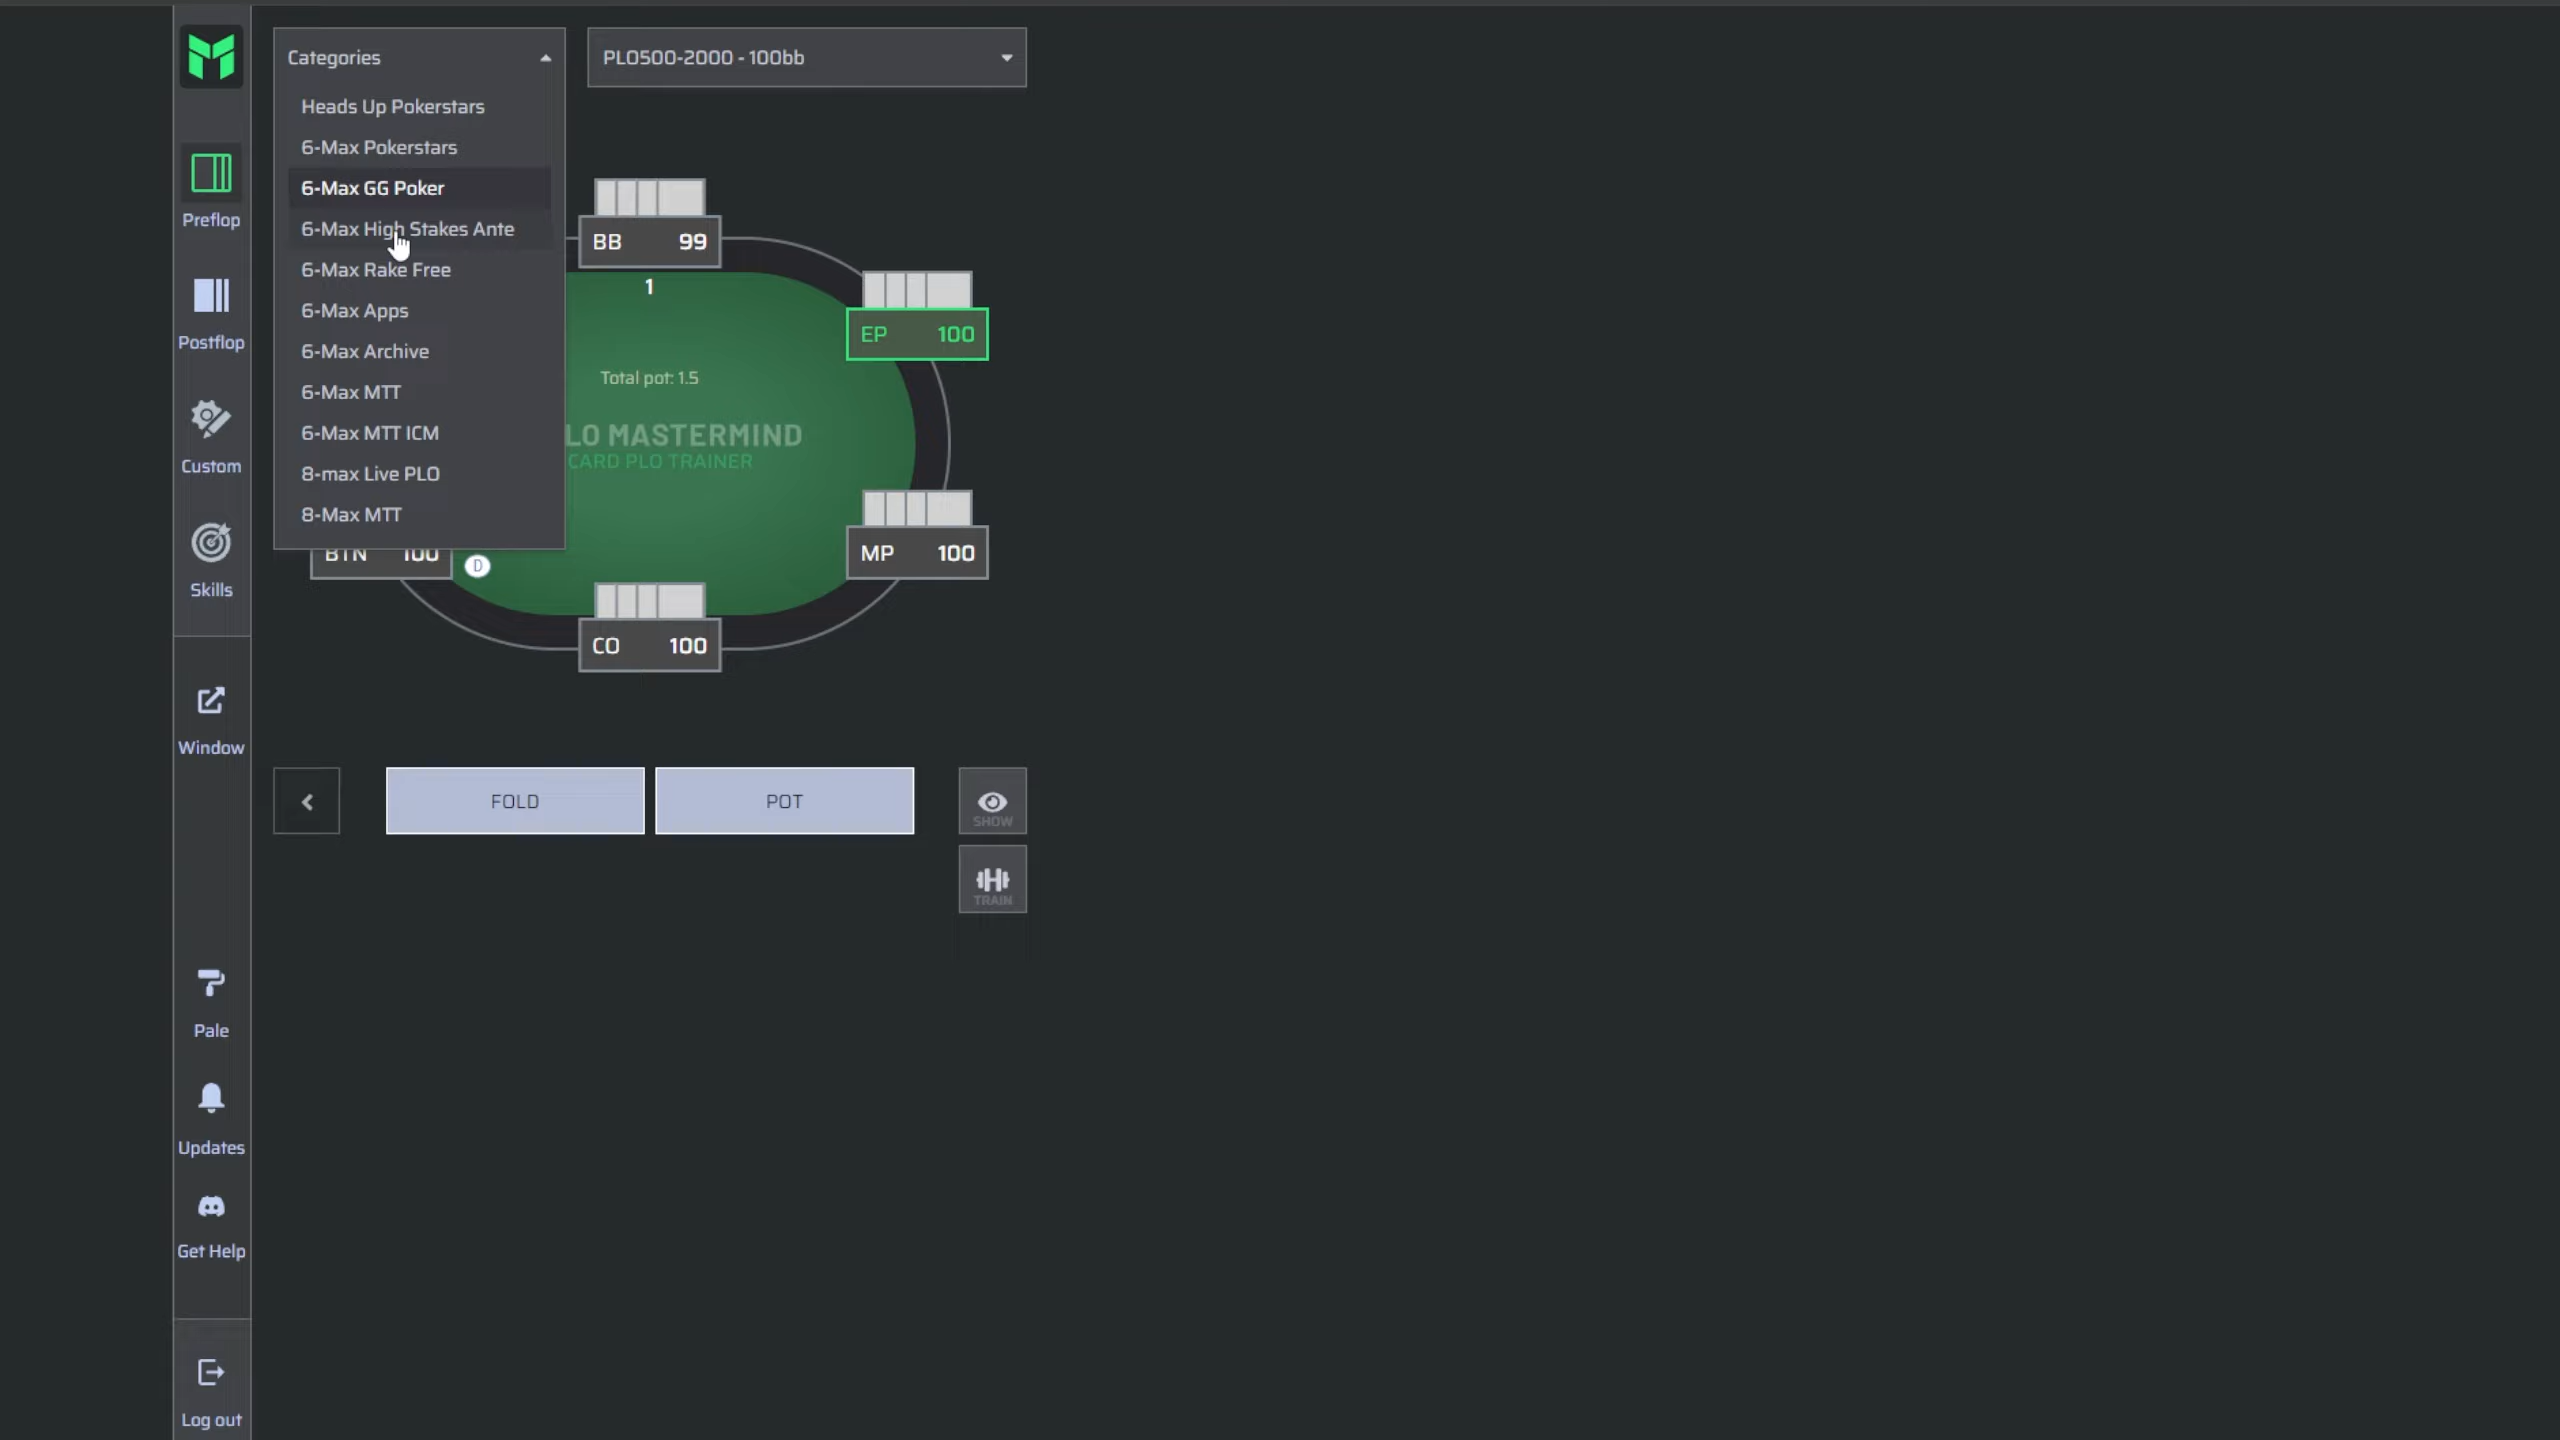 Categories
PLO500-2000 - 100bb
Heads Up Pokerstars
6-Max Pokerstars
6-Max GG Poker
6-Max High Stakes Ante
6-Max Rake Free
6-Max Apps
6-Max Archive
6-Max MTT
6-Max MTT ICM
8-max Live PLO
8-Max MTT
Preflop
Postflop
Custom
Skills
Window
Pale
Updates
Get Help
Log out
BB 99
1
EP 100
Total pot: 1.5
LO MASTERMIND
CARD PLO TRAINER
MP 100
BTN 100
D
CO 100
FOLD
POT
SHOW
TRAIN